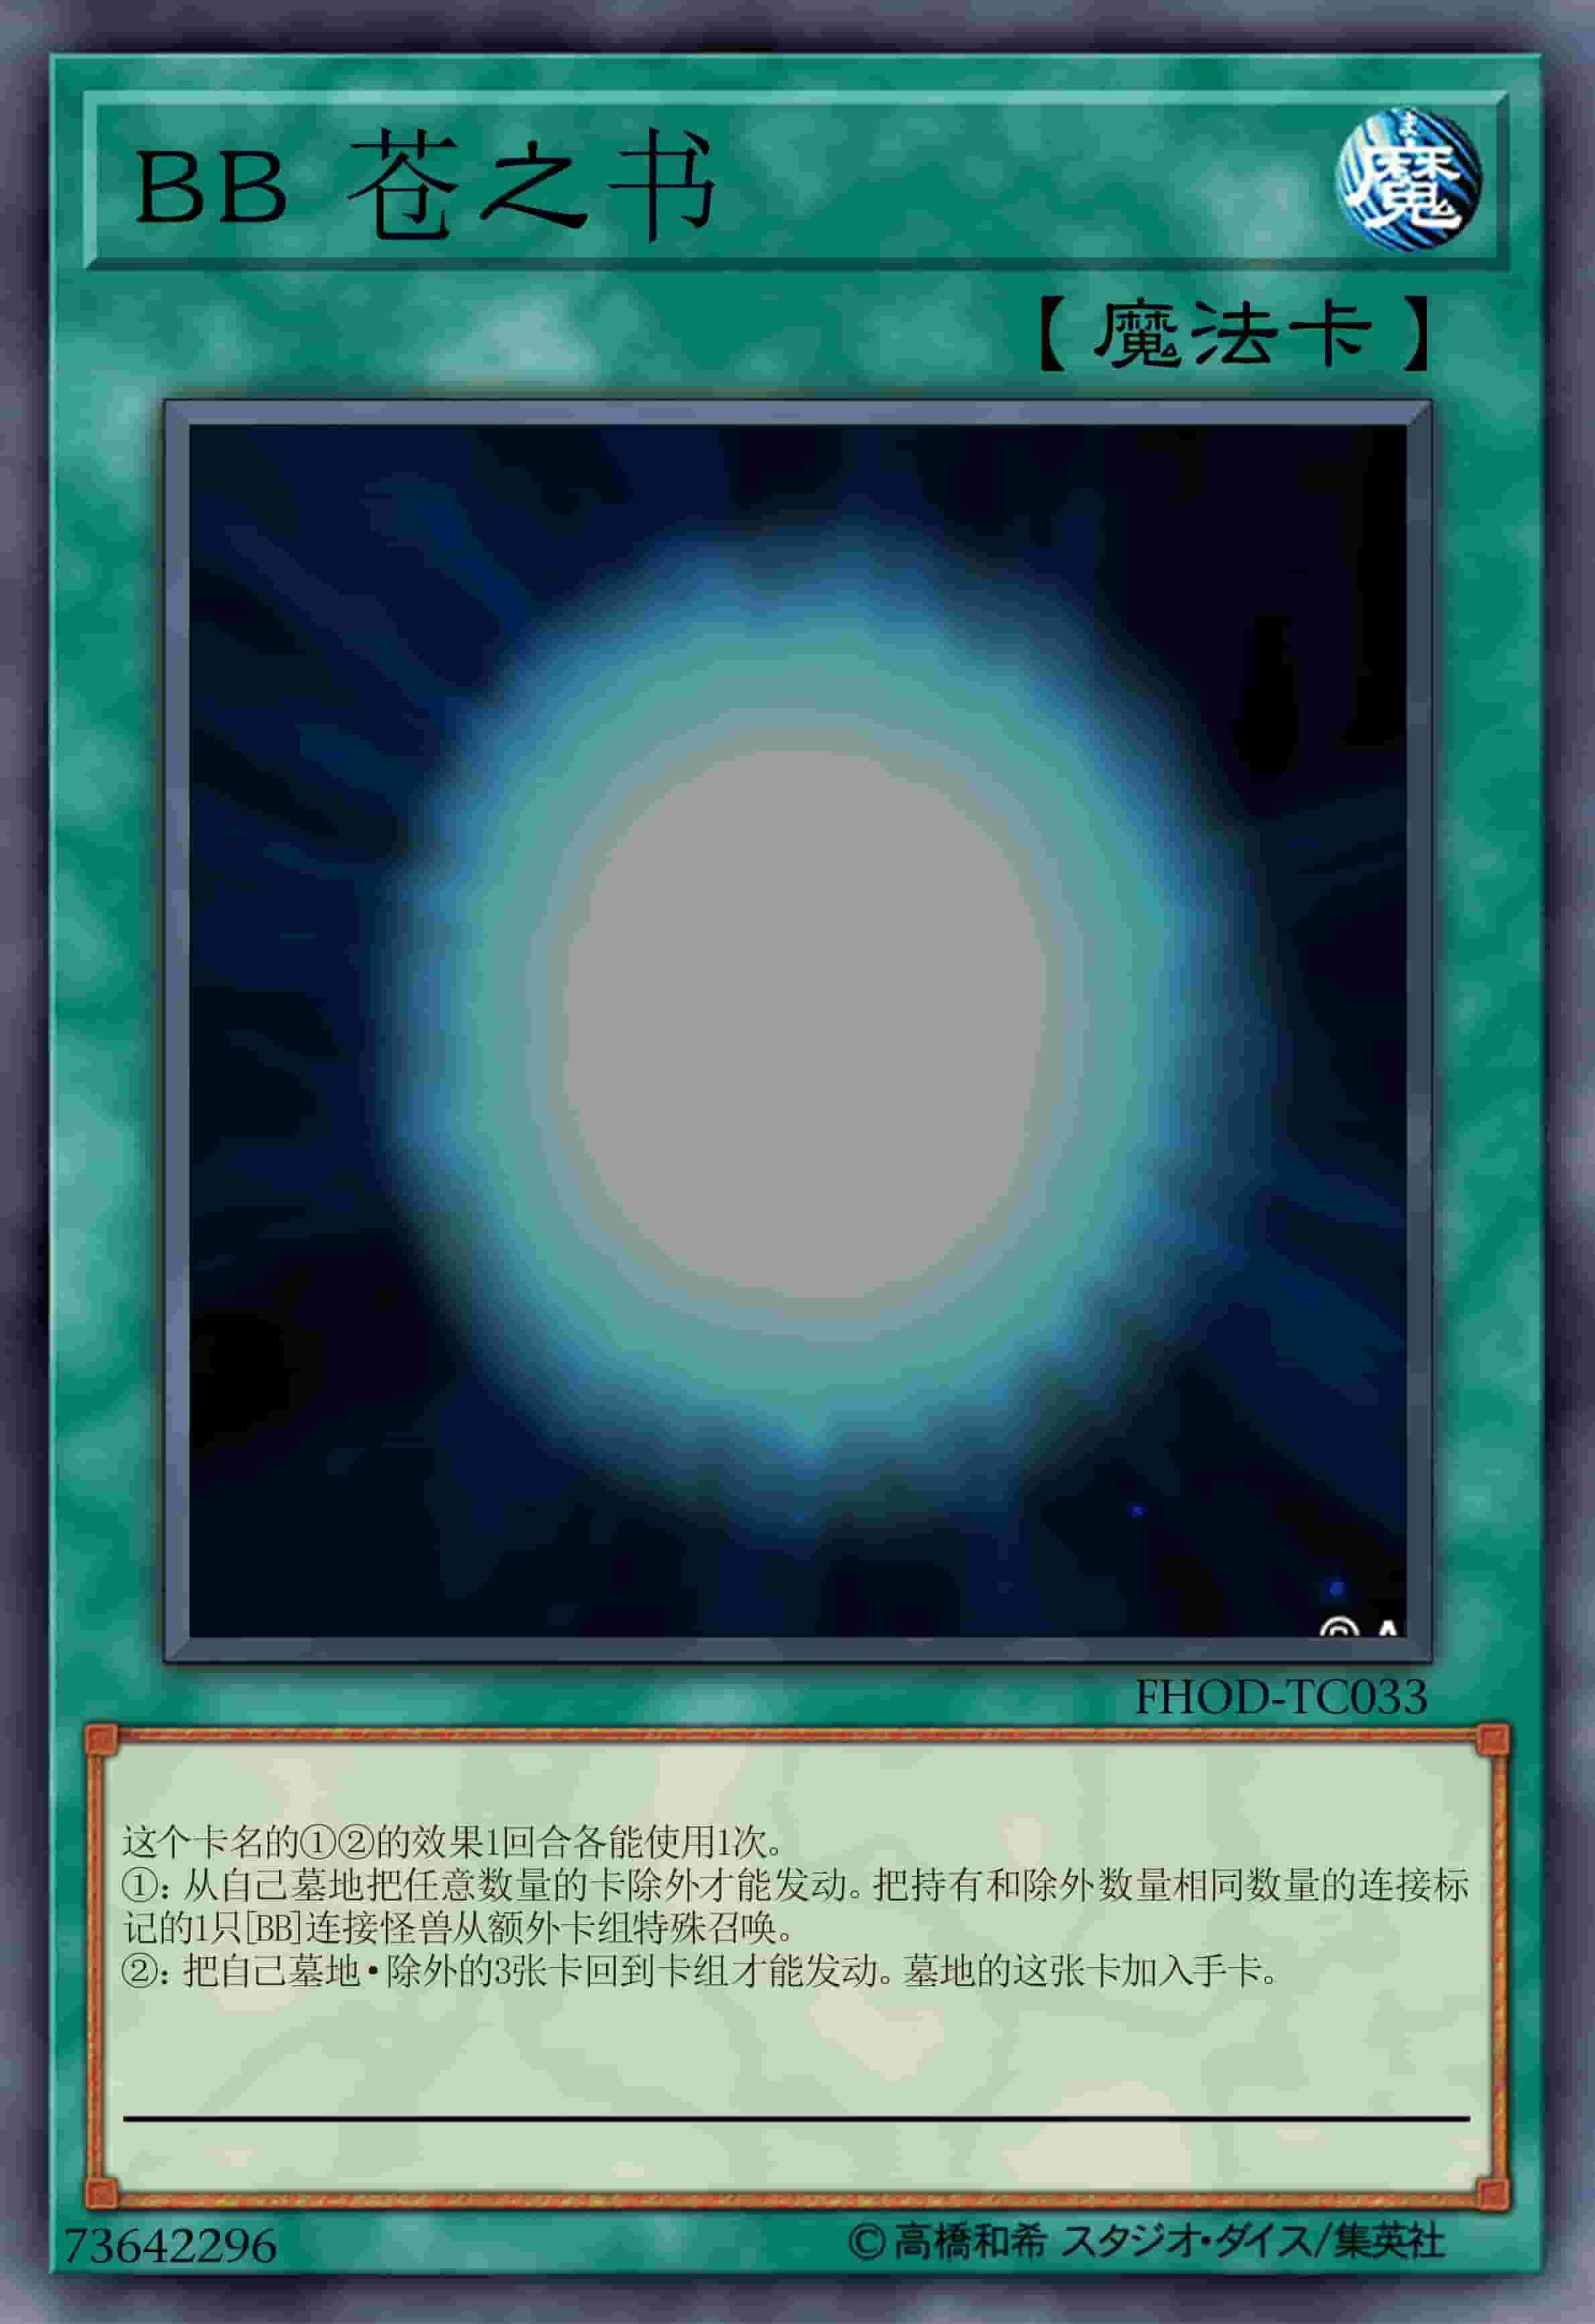 BB 苍之书
魔
【魔法卡】
FHOD-TC033
这个卡名的①②的效果1回合各能使用1次。
①:从自己墓地把任意数量的卡除外才能发动。把持有和除外数量相同数量的连接标
记的1只[BB]连接怪兽从额外卡组特殊召唤。
②:把自己墓地·除外的3张卡回到卡组才能发动。墓地的这张卡加入手卡。
73642296
©高橋和希 スタジオ·ダイス/集英社